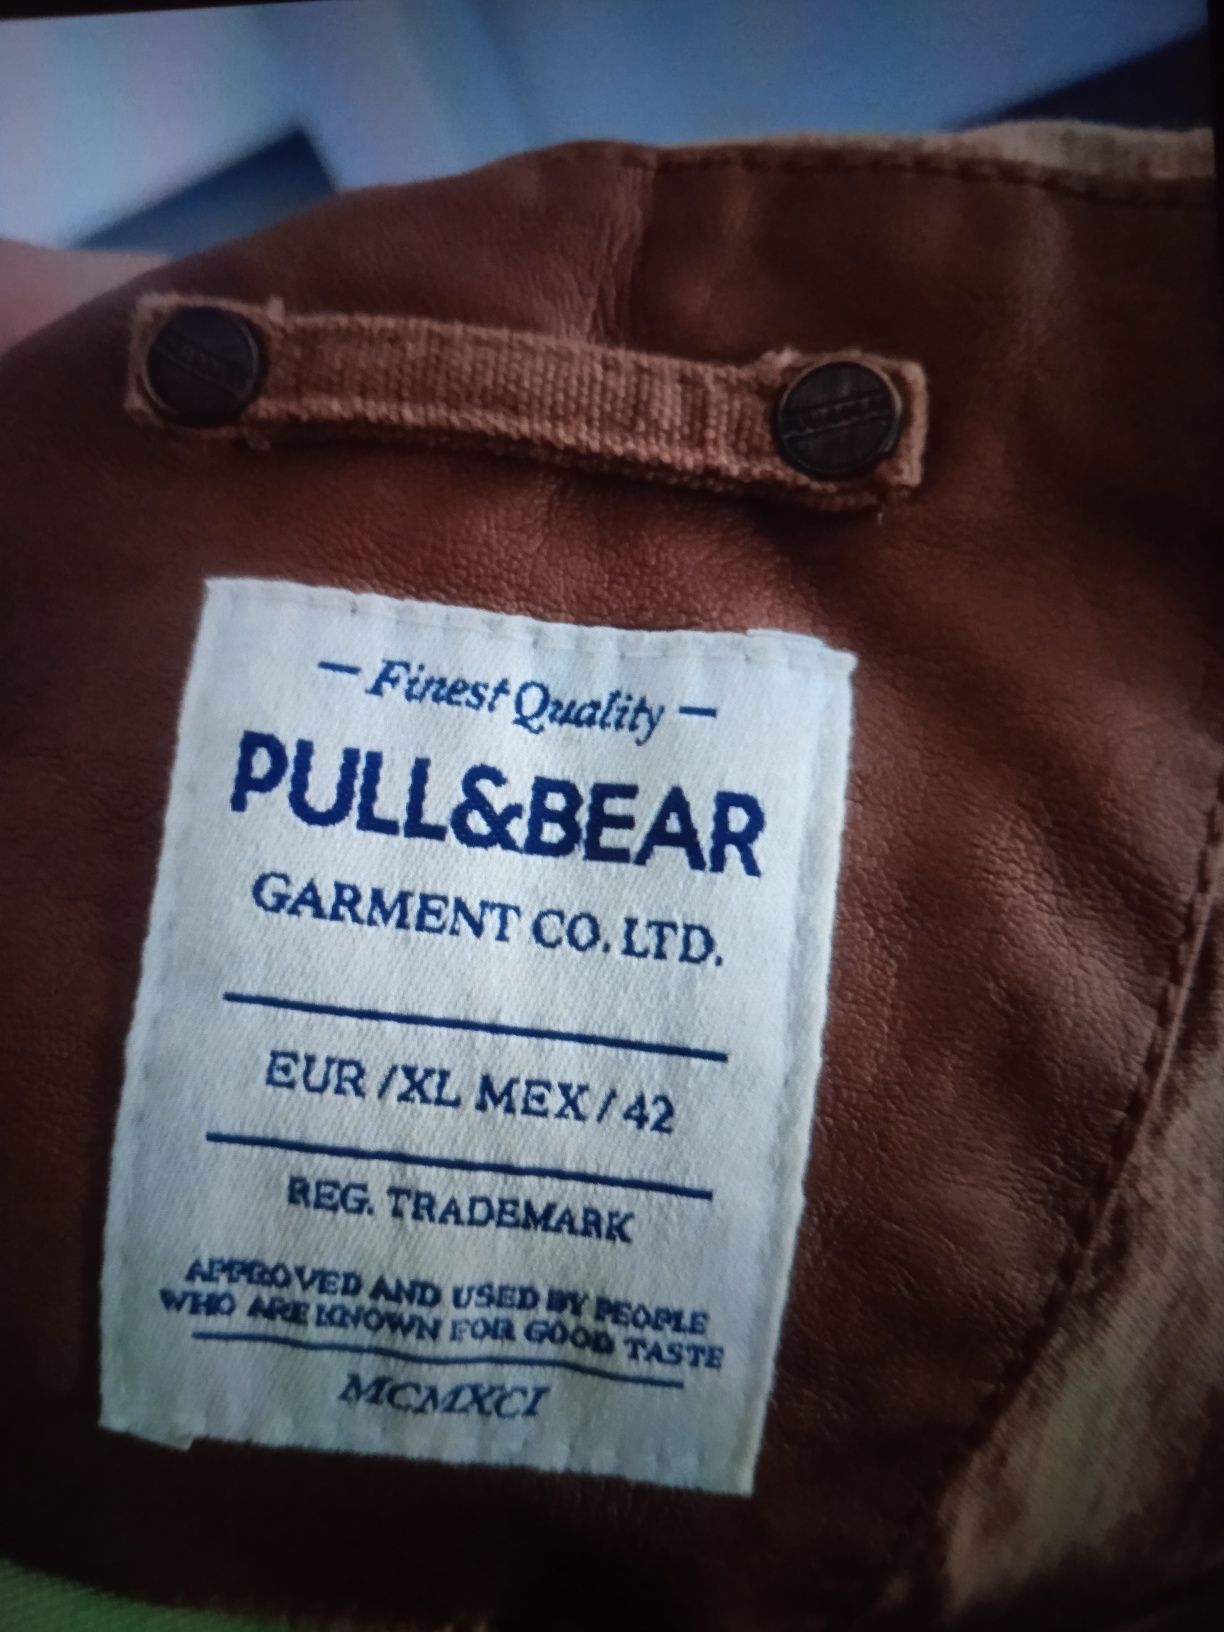 — Finest Quality —
PULL&BEAR
GARMENT CO. LTD.
EUR / XL MEX / 42
REG. TRADEMARK
APPROVED AND USED BY PEOPLE
WHO ARE KNOWN FOR GOOD TASTE
MCMXCI